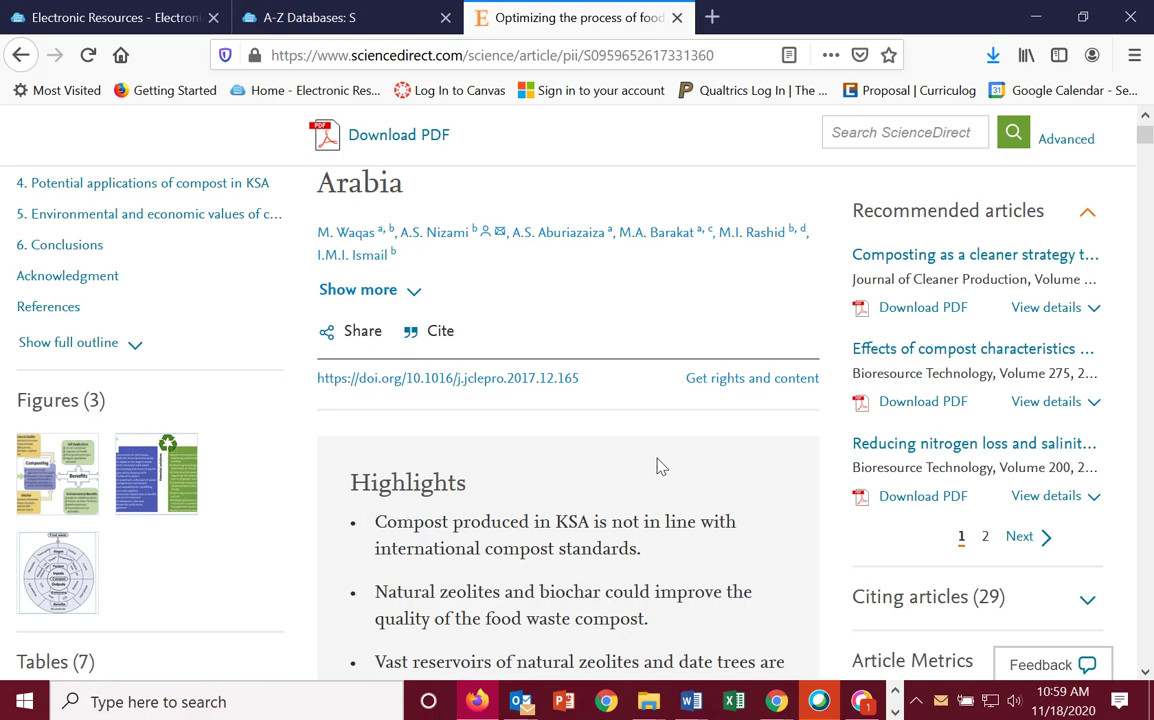 Electronic Resources - Electroni
A-Z Databases: S
Optimizing the process of food
https://www.sciencedirect.com/science/article/pii/S0959652617331360
Most Visited
Getting Started
Home - Electronic Res...
Log In to Canvas
Sign in to your account
Qualtrics Log In | The ...
Proposal | Curriculog
Google Calendar - Se...
Download PDF
Search ScienceDirect
Advanced
4. Potential applications of compost in KSA
5. Environmental and economic values of c...
6. Conclusions
Acknowledgment
References
Show full outline
Figures (3)
Tables (7)
Arabia
M. Waqas a, b, A.S. Nizami b, A.S. Aburiazaiza a, M.A. Barakat a, c, M.I. Rashid b, d,
I.M.I. Ismail b
Show more
Share
Cite
https://doi.org/10.1016/j.jclepro.2017.12.165
Get rights and content
Highlights
• Compost produced in KSA is not in line with
international compost standards.
• Natural zeolites and biochar could improve the
quality of the food waste compost.
• Vast reservoirs of natural zeolites and date trees are
Recommended articles
Composting as a cleaner strategy t...
Journal of Cleaner Production, Volume ...
Download PDF
View details
Effects of compost characteristics ...
Bioresource Technology, Volume 275, 2...
Download PDF
View details
Reducing nitrogen loss and salinit...
Bioresource Technology, Volume 200, 2...
Download PDF
View details
1 2 Next
Citing articles (29)
Article Metrics
Feedback
Type here to search
10:59 AM
11/18/2020